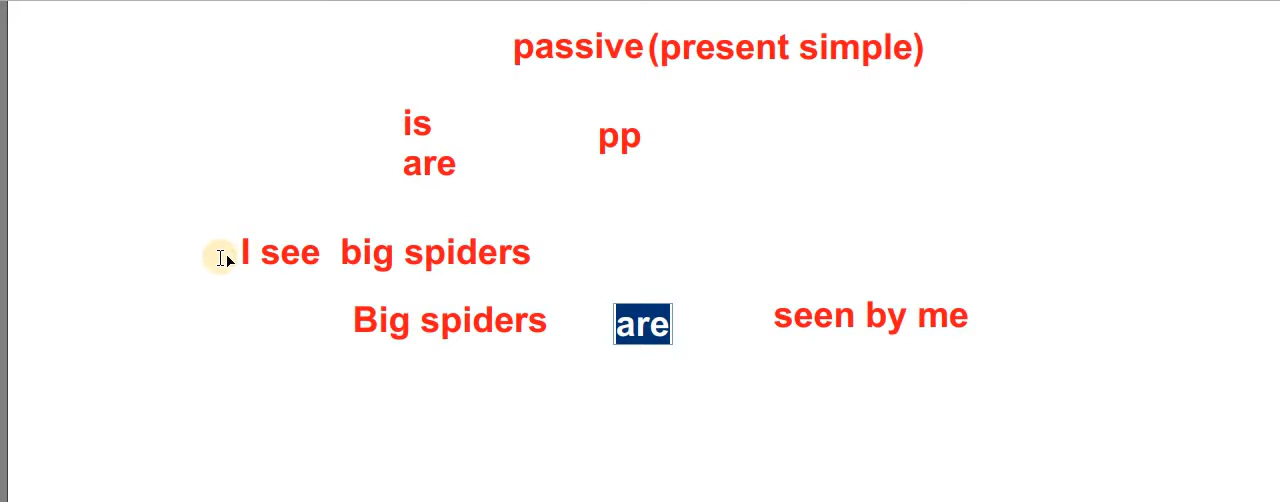 passive (present simple)
is
are
pp
I see big spiders
Big spiders are seen by me